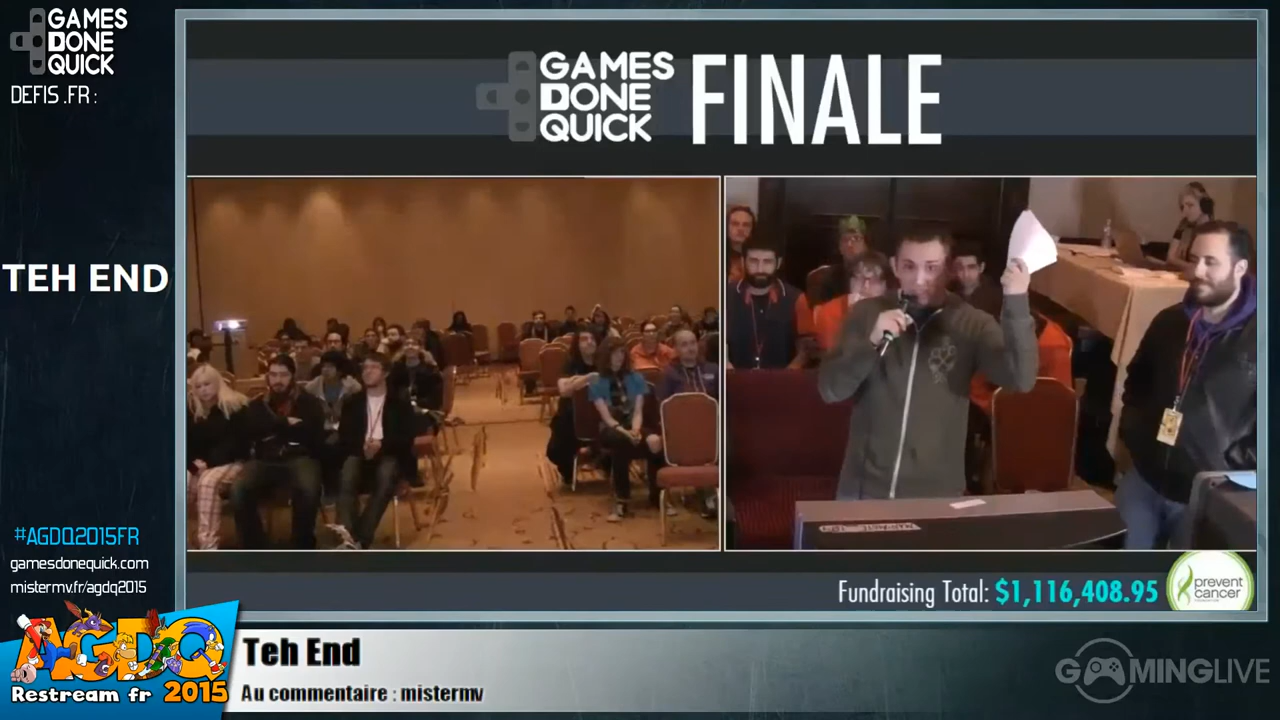 GAMES
DONE
QUICK
DEFIS .FR :
TEH END
#AGDQ2015FR
gamesdonequick.com
mistermv.fr/agdq2015
AGDQ
Restream fr 2015
GAMES
DONE
QUICK
FINALE
Fundraising Total: $1,116,408.95
prevent
cancer
Teh End
Au commentaire : mistermv
GAMINGLIVE